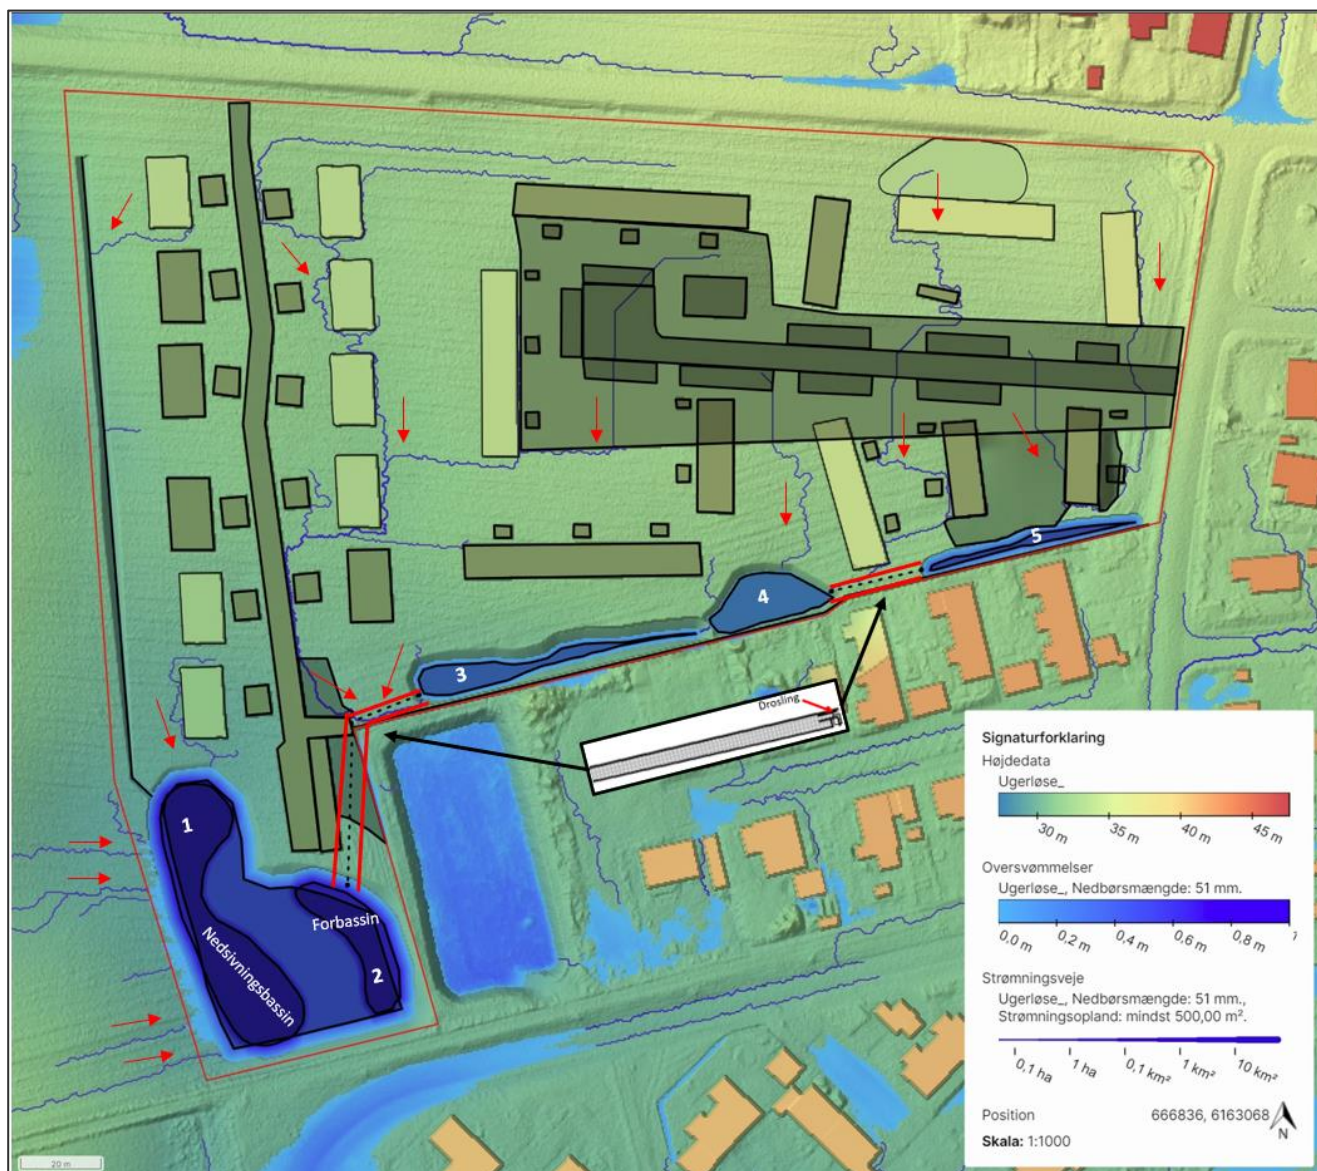 5
4
3
Drosling
1
Forbassin
2
Nedsivningsbassin
Signaturforklaring
Højdedata
Ugerløse_
30 m
35 m
40 m
45 m
Oversvømmelser
Ugerløse_, Nedbørsmængde: 51 mm.
0.0 m
0.2 m
0.4 m
0.6 m
0.8 m
Strømningsveje
Ugerløse_, Nedbørsmængde: 51 mm.,
Strømningsopland: mindst 500,00 m².
0,1 ha
1 ha
0,1 km²
1 km²
10 km²
Position 666836, 6163068
N
Skala: 1:1000
20 m